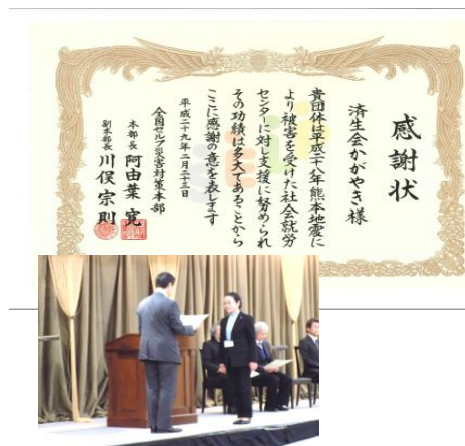 感謝状
済生会かがやき様
貴団体は平成二十八年熊本地震に
より被害を受けた社会就労
センターに対し支援に努められ
その功績は多大であることから
ここに感謝の意を表します
平成二十九年二月二十三日
全国セルプ災害対策本部
本部長 阿由葉 寛
副本部長 川俣 宗則